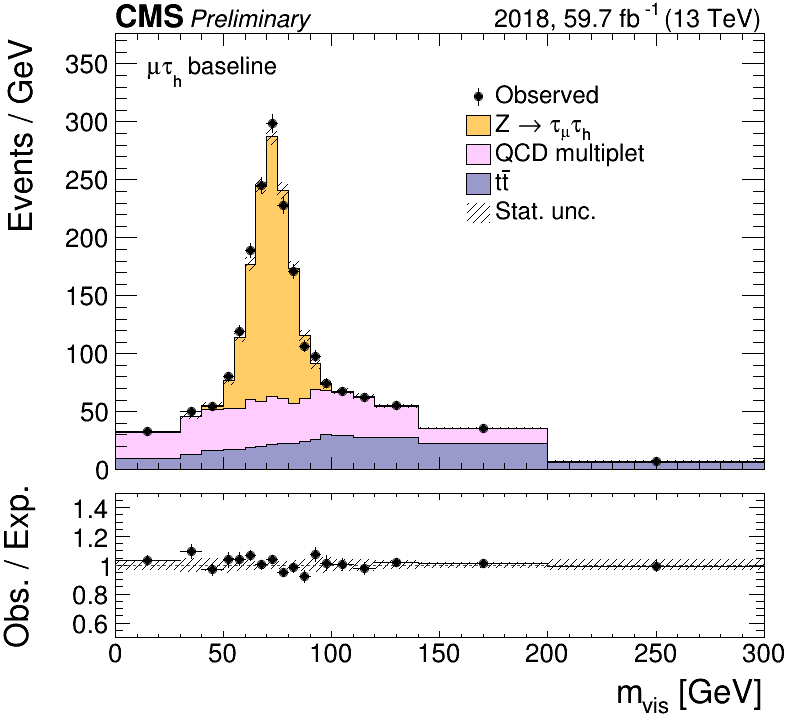 CMS Preliminary 2018, 59.7 fb⁻¹ (13 TeV)
Events / GeV
350
300
250
200
150
100
50
0
μτₕ baseline
Observed
Z → τ_μτₕ
QCD multiplet
tt̄
Stat. unc.
Obs. / Exp.
1.4
1.2
1
0.8
0.6
0 50 100 150 200 250 300
m_vis [GeV]